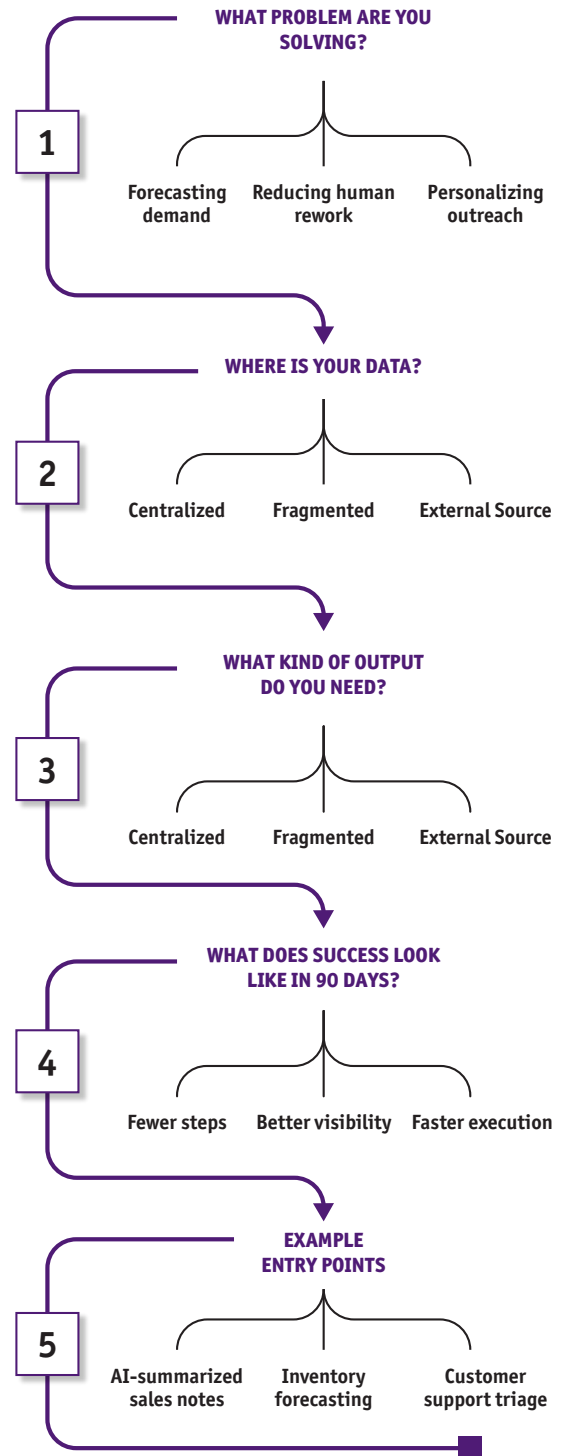 WHAT PROBLEM ARE YOU
SOLVING?
1
Forecasting
demand
Reducing human
rework
Personalizing
outreach
WHERE IS YOUR DATA?
2
Centralized
Fragmented
External Source
WHAT KIND OF OUTPUT
DO YOU NEED?
3
Centralized
Fragmented
External Source
WHAT DOES SUCCESS LOOK
LIKE IN 90 DAYS?
4
Fewer steps
Better visibility
Faster execution
EXAMPLE
ENTRY POINTS
5
AI-summarized
sales notes
Inventory
forecasting
Customer
support triage